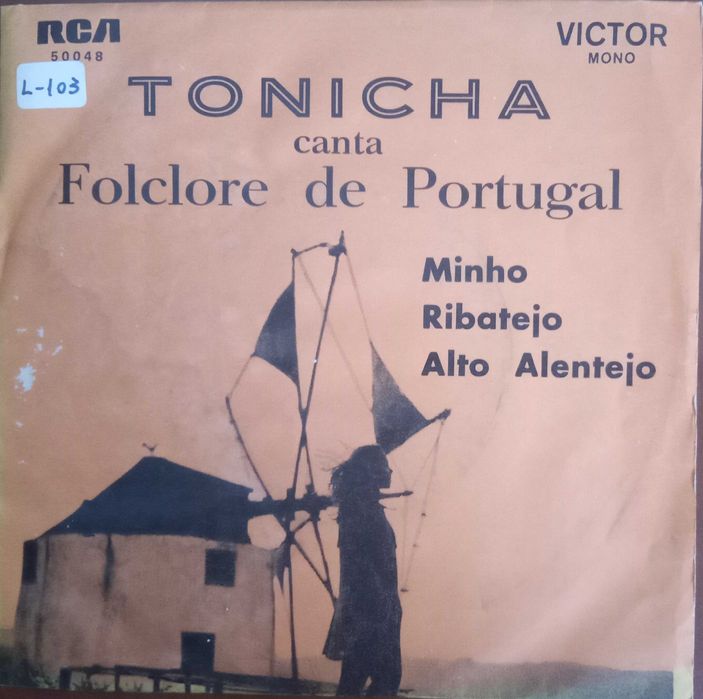 RCA VICTOR
50048 MONO
L-103
TONICHA
canta
Folclore de Portugal
Minho
Ribatejo
Alto Alentejo